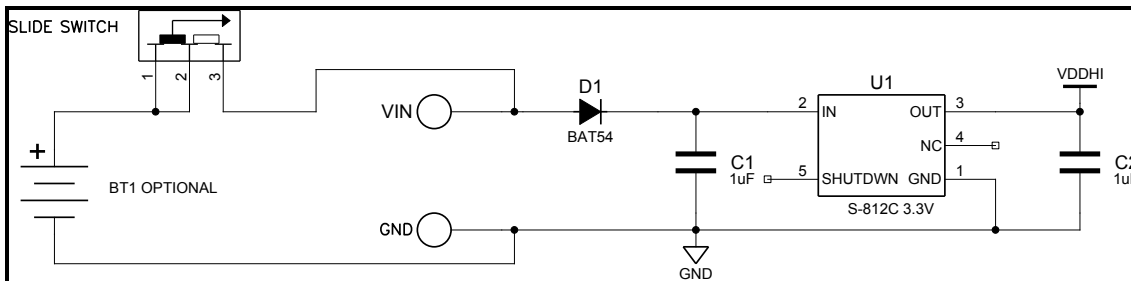 SLIDE SWITCH
1
2
3
VIN
D1
BAT54
2
IN
U1
OUT
3
VDDHI
NC
4
C1
1uF
5
SHUTDWN
GND
1
S-812C 3.3V
+
BT1 OPTIONAL
GND
GND